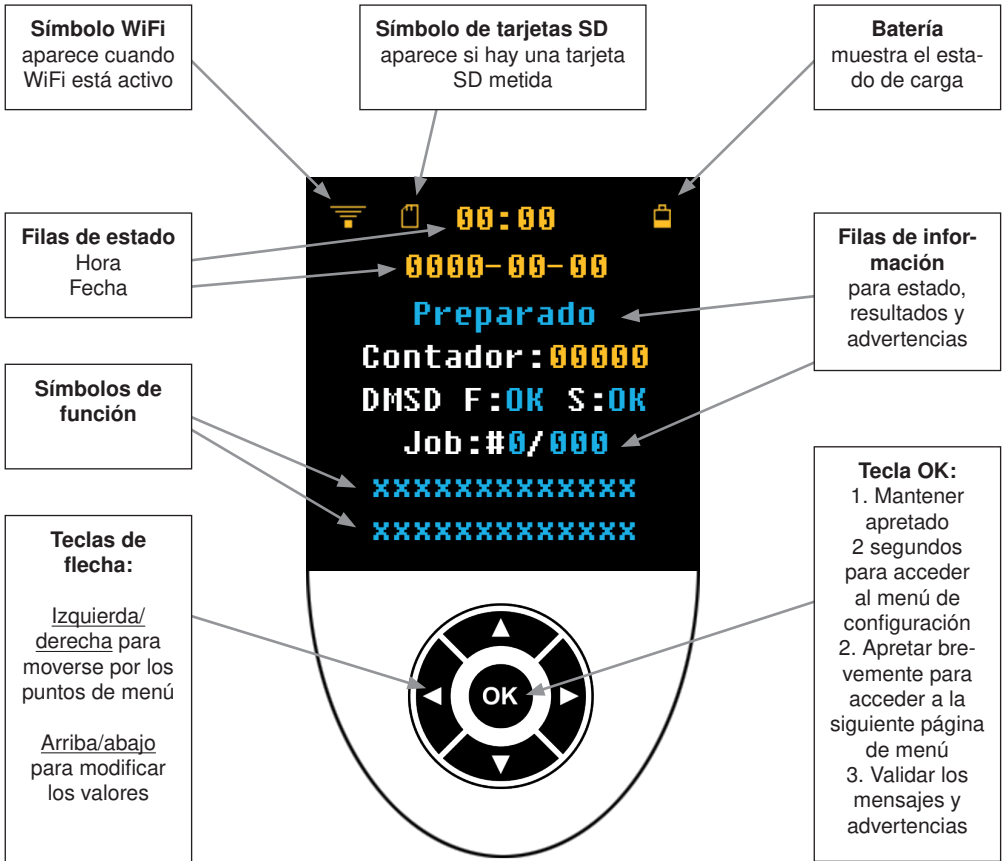 Símbolo WiFi
aparece cuando
WiFi está activo
Símbolo de tarjetas SD
aparece si hay una tarjeta
SD metida
Batería
muestra el esta-
do de carga
Filas de estado
Hora
Fecha
00:00
0000-00-00
Preparado
Contador:00000
DMSD F:OK S:OK
Job:#0/000
xxxxxxxxxxxxx
xxxxxxxxxxxxx
Filas de infor-
mación
para estado,
resultados y
advertencias
Símbolos de
función
Teclas de
flecha:
Izquierda/
derecha para
moverse por los
puntos de menú
Arriba/abajo
para modificar
los valores
OK
Tecla OK:
1. Mantener
apretado
2 segundos
para acceder
al menú de
configuración
2. Apretar bre-
vemente para
acceder a la
siguiente página
de menú
3. Validar los
mensajes y
advertencias